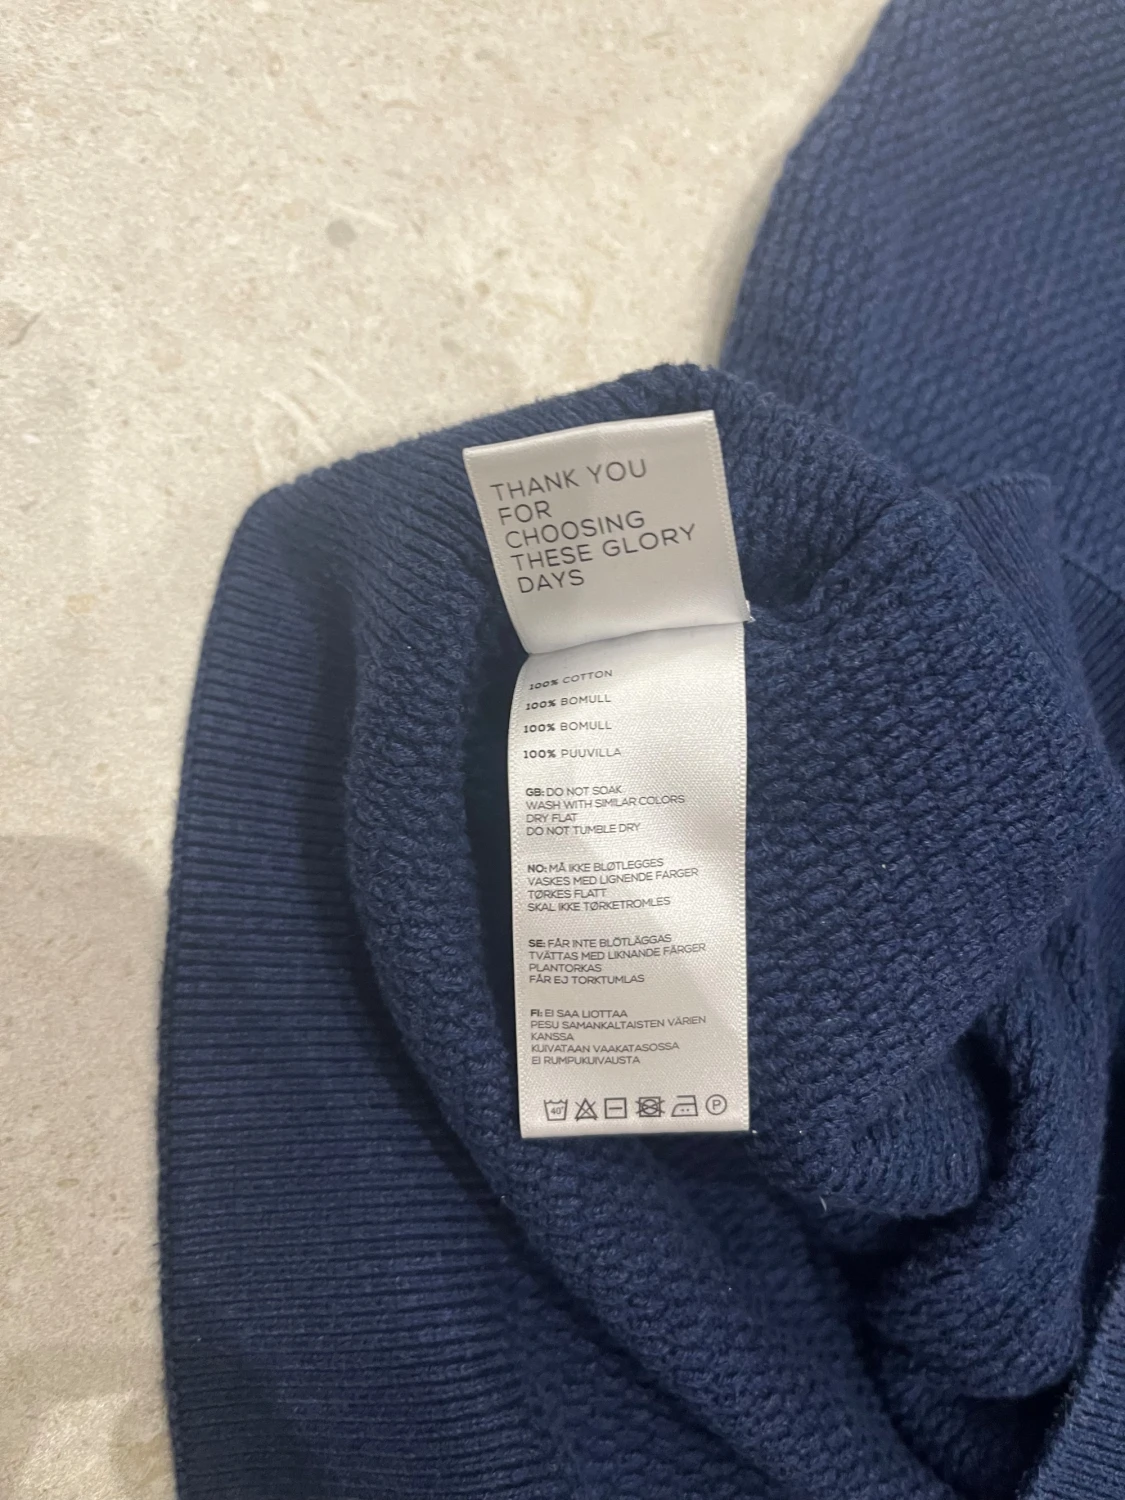 THANK YOU
FOR
CHOOSING
THESE GLORY
DAYS
100% COTTON
100% BOMULL
100% BOMULL
100% PUUVILLA
GB: DO NOT SOAK
WASH WITH SIMILAR COLORS
DRY FLAT
DO NOT TUMBLE DRY
NO: MÅ IKKE BLØTLEGGES
VASKES MED LIGNENDE FARGER
TØRKES FLATT
SKAL IKKE TØRKETROMLES
SE: FÅR INTE BLÖTLÄGGAS
TVÄTTAS MED LIKNANDE FÄRGER
PLANTORKAS
FÅR EJ TORKTUMLAS
FI: EI SAA LIOTTAA
PESU SAMANKALTAISTEN VÄRIEN
KANSSA
KUIVATAAN VAAKATASOSSA
EI RUMPUKUIVAUSTA
40° P